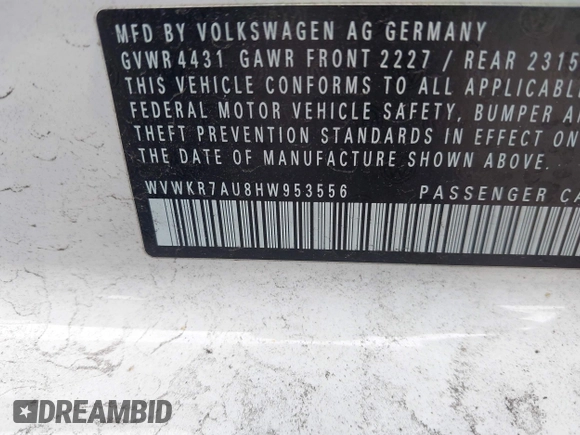 MFD BY VOLKSWAGEN AG GERMANY
GVWR 4431 GAWR FRONT 2227 / REAR 2315
THIS VEHICLE CONFORMS TO ALL APPLICABLE
FEDERAL MOTOR VEHICLE SAFETY, BUMPER
THEFT PREVENTION STANDARDS IN EFFECT ON
THE DATE OF MANUFACTURE SHOWN ABOVE.
WVWKR7AU8HW953556 PASSENGER
DREAMBID